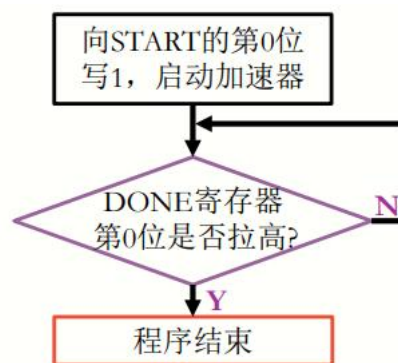 向START的第0位
写1，启动加速器
DONE寄存器
第0位是否拉高?
N
Y
程序结束